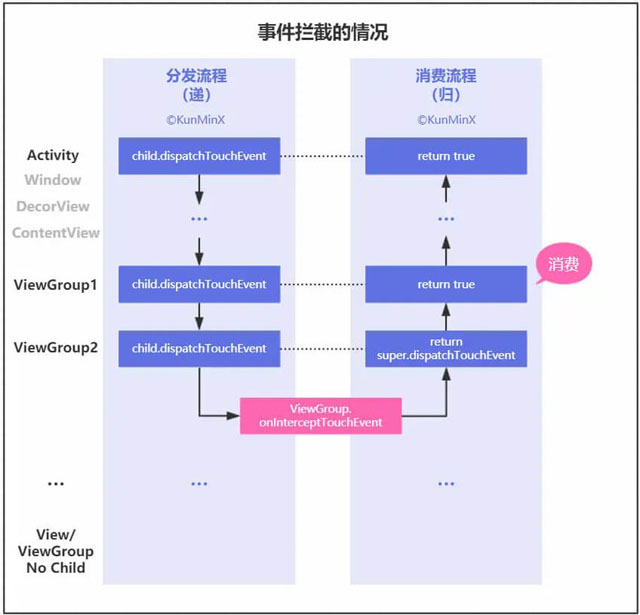 事件拦截的情况
分发流程
（递）
©KunMinX
消费流程
（归）
©KunMinX
Activity
child.dispatchTouchEvent
return true
Window
DecorView
...
...
ContentView
消费
ViewGroup1
child.dispatchTouchEvent
return true
ViewGroup2
child.dispatchTouchEvent
return
super.dispatchTouchEvent
ViewGroup.
onInterceptTouchEvent
...
...
...
View/
ViewGroup
No Child